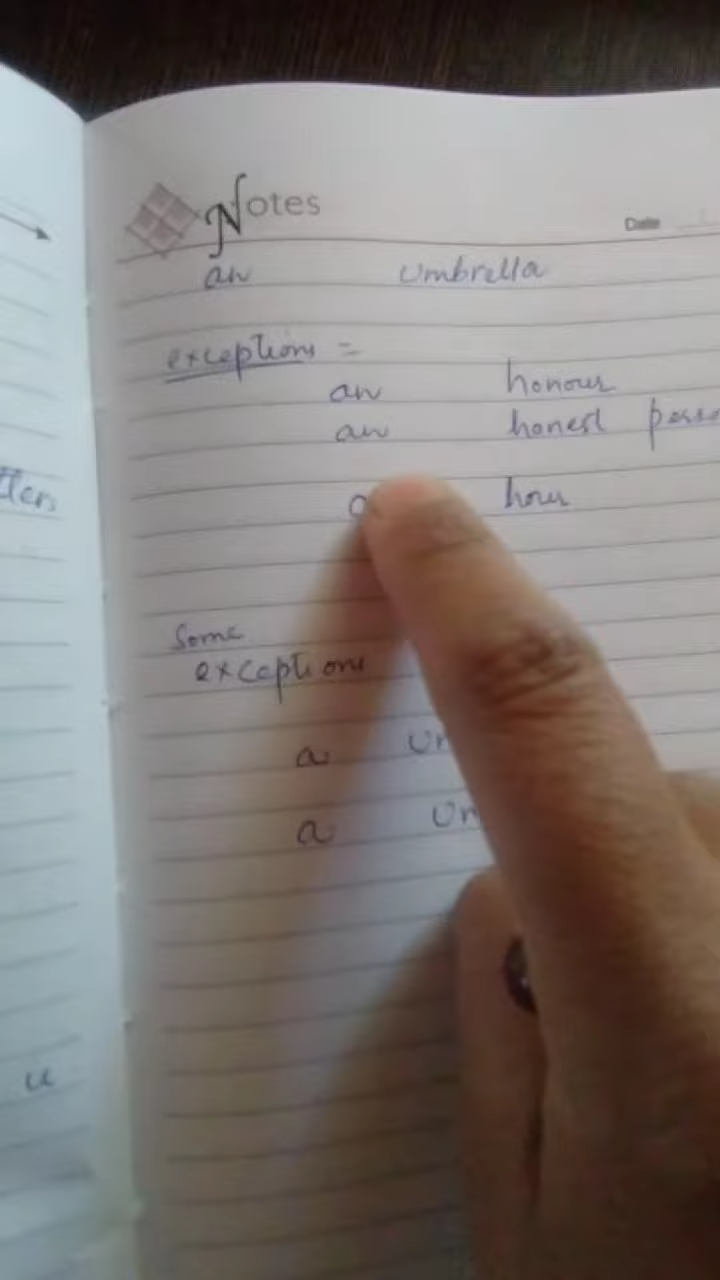 Notes
Date
an umbrella
exceptions =
an honour
an honest
hour
Some
exceptions
a
a
u